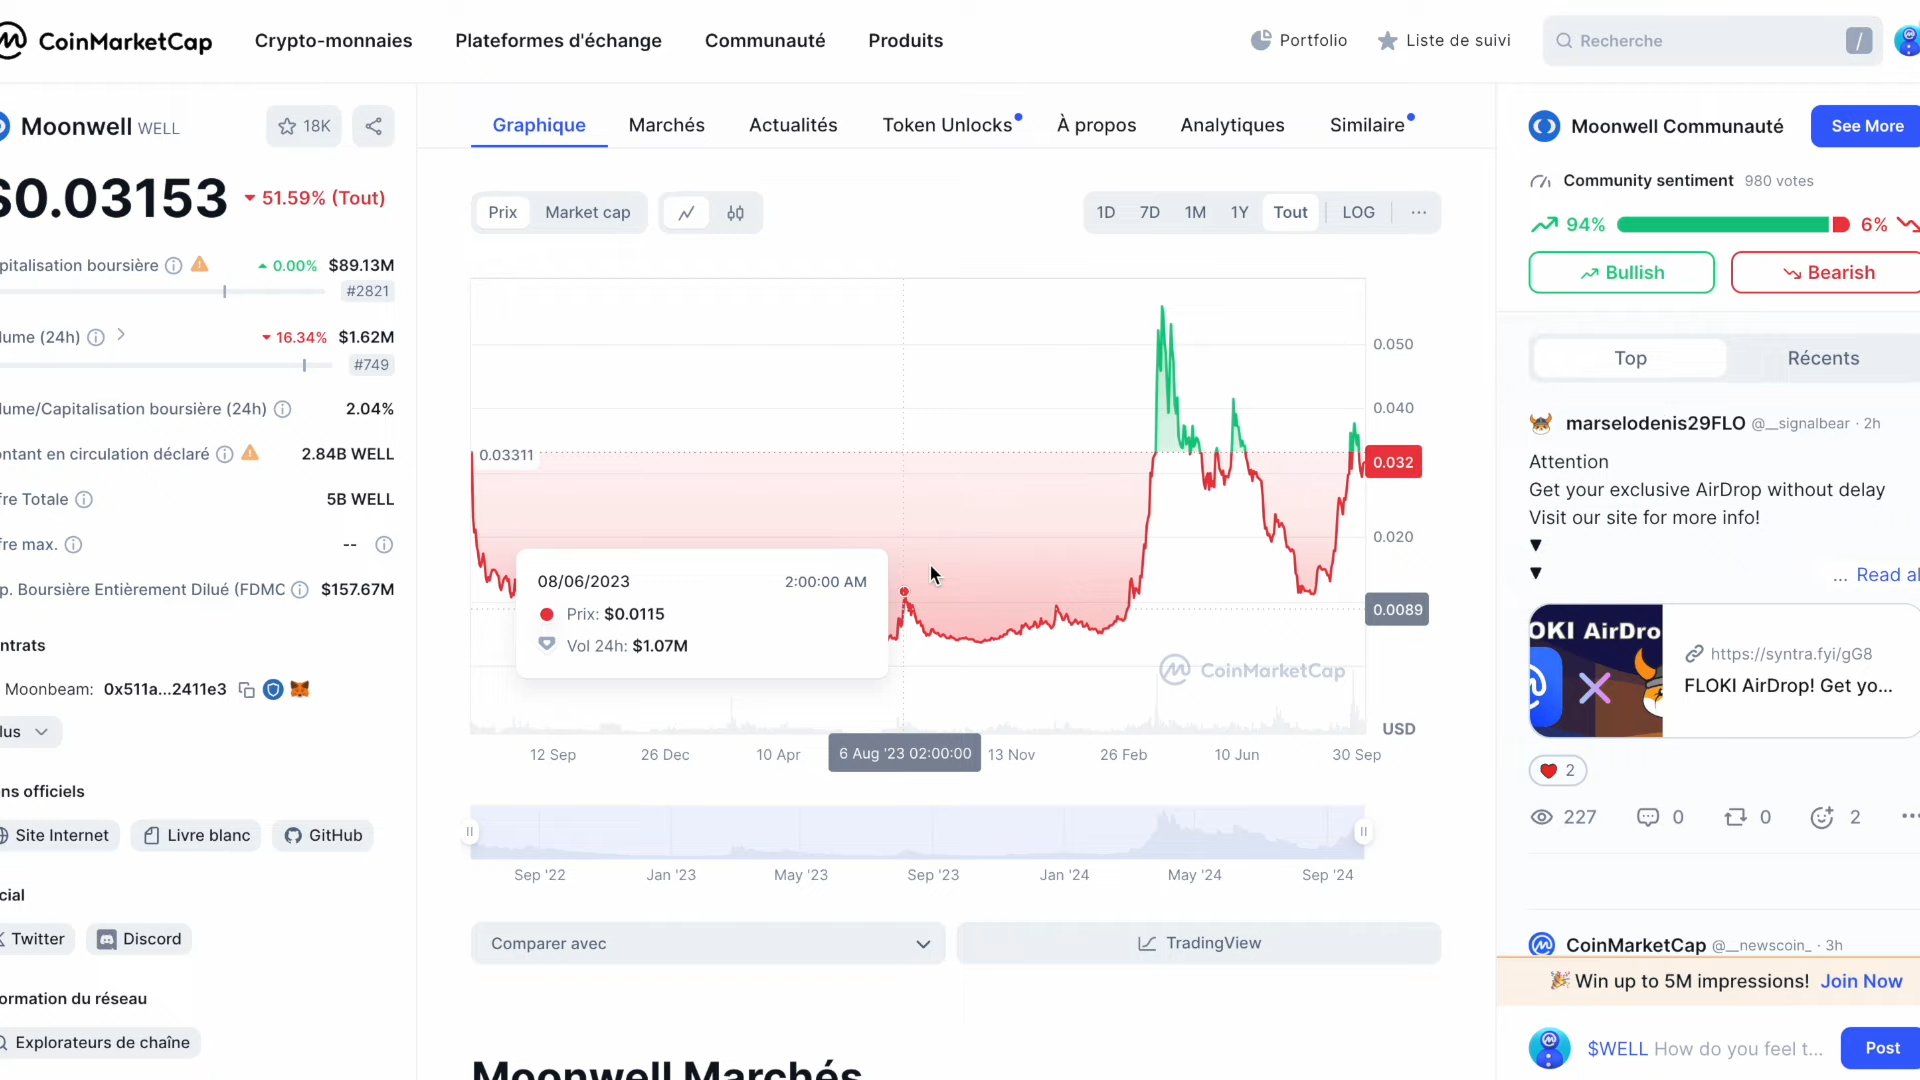 CoinMarketCap
Crypto-monnaies
Plateformes d'échange
Communauté
Produits
Portfolio
Liste de suivi
Recherche
/
Moonwell WELL
18K
$0.03153
51.59% (Tout)
pitalisation boursière
0.00%
$89.13M
#2821
lume (24h)
16.34%
$1.62M
#749
lume/Capitalisation boursière (24h)
2.04%
ontant en circulation déclaré
2.84B WELL
fre Totale
5B WELL
fre max.
--
p. Boursière Entièrement Dilué (FDMC
$157.67M
ntrats
Moonbeam: 0x511a...2411e3
lus
ns officiels
Site Internet
Livre blanc
GitHub
cial
Twitter
Discord
ormation du réseau
Explorateurs de chaîne
Graphique
Marchés
Actualités
Token Unlocks
À propos
Analytiques
Similaire
Prix
Market cap
1D
7D
1M
1Y
Tout
LOG
...
0.03311
0.050
0.040
0.032
0.020
0.0089
08/06/2023
2:00:00 AM
Prix: $0.0115
Vol 24h: $1.07M
CoinMarketCap
USD
12 Sep
26 Dec
10 Apr
6 Aug '23 02:00:00
13 Nov
26 Feb
10 Jun
30 Sep
Sep '22
Jan '23
May '23
Sep '23
Jan '24
May '24
Sep '24
Comparer avec
TradingView
Moonwell Marchés
Moonwell Communauté
See More
Community sentiment 980 votes
94%
6%
Bullish
Bearish
Top
Récents
marselodenis29FLO @__signalbear · 2h
Attention
Get your exclusive AirDrop without delay
Visit our site for more info!
... Read al
OKI AirDro
https://syntra.fyi/gG8
FLOKI AirDrop! Get yo...
2
227
0
0
2
CoinMarketCap @__newscoin_ · 3h
Win up to 5M impressions! Join Now
$WELL How do you feel t...
Post